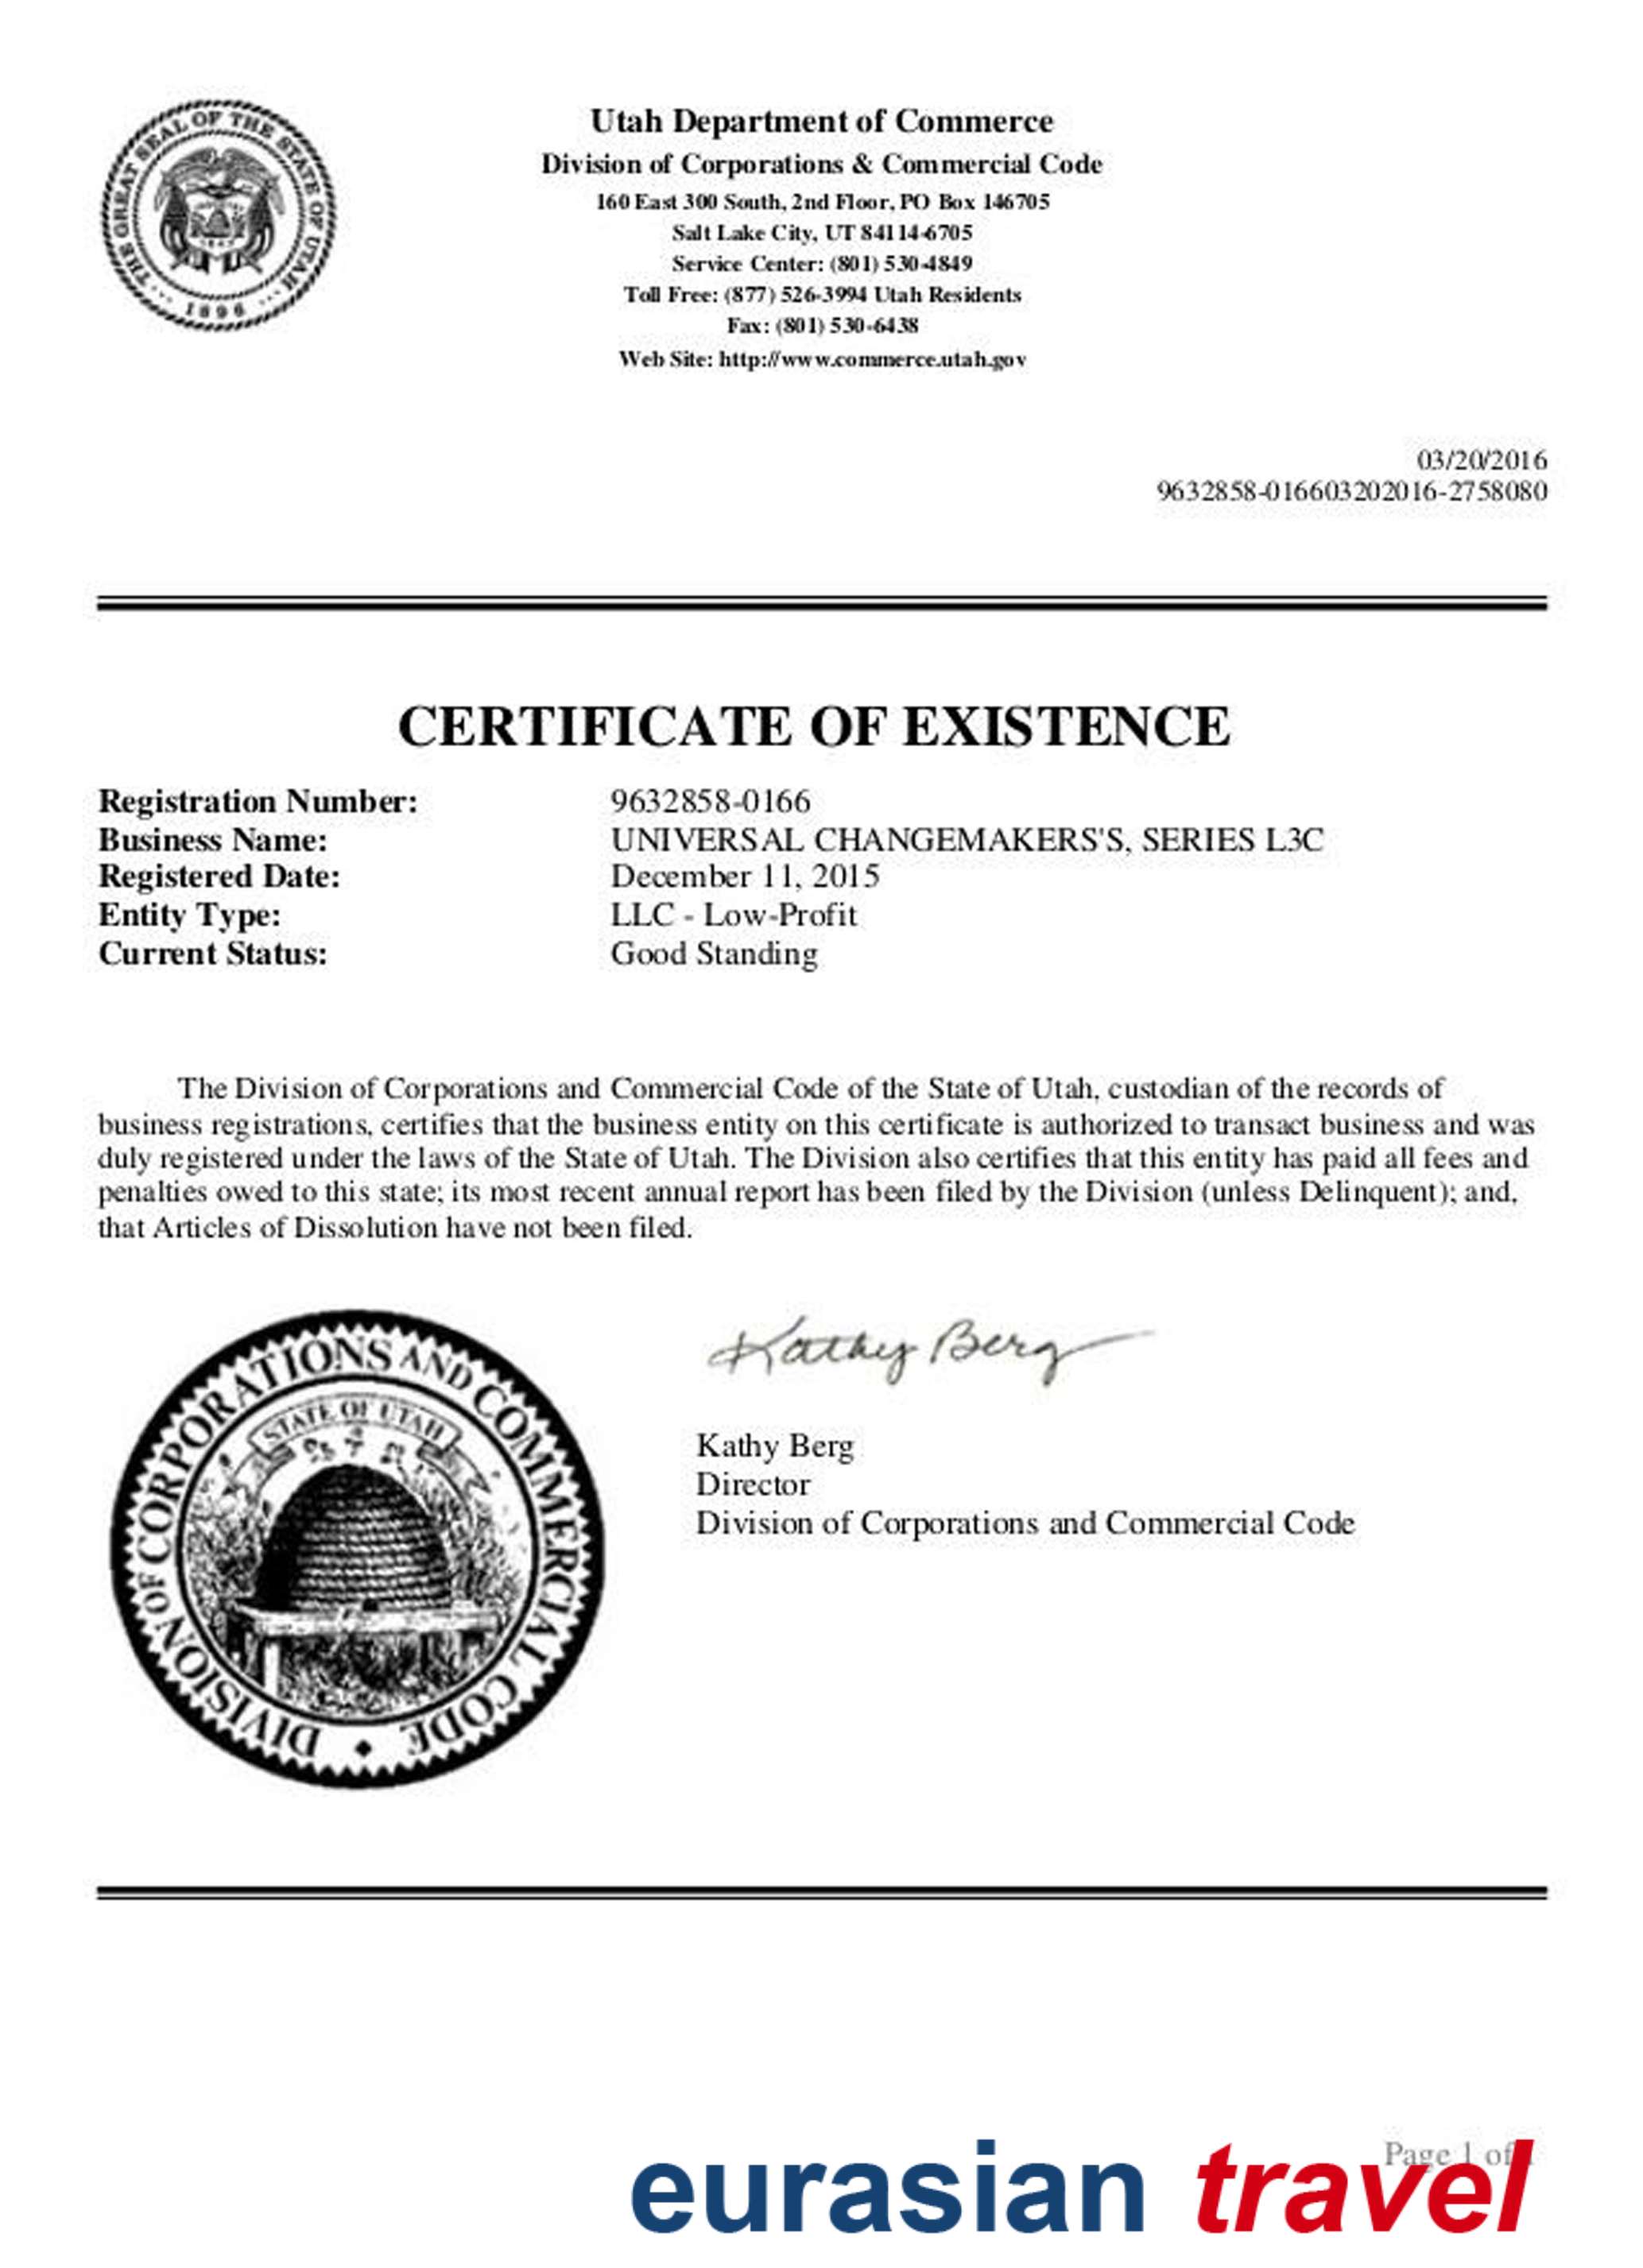 THE GREAT SEAL OF THE STATE OF UTAH
1896
Utah Department of Commerce
Division of Corporations & Commercial Code
160 East 300 South, 2nd Floor, PO Box 146705
Salt Lake City, UT 84114-6705
Service Center: (801) 530-4849
Toll Free: (877) 526-3994 Utah Residents
Fax: (801) 530-6438
Web Site: http://www.commerce.utah.gov
03/20/2016
9632858-016603202016-2758080
CERTIFICATE OF EXISTENCE
Registration Number: 9632858-0166
Business Name: UNIVERSAL CHANGEMAKERS'S, SERIES L3C
Registered Date: December 11, 2015
Entity Type: LLC - Low-Profit
Current Status: Good Standing
The Division of Corporations and Commercial Code of the State of Utah, custodian of the records of
business registrations, certifies that the business entity on this certificate is authorized to transact business and was
duly registered under the laws of the State of Utah. The Division also certifies that this entity has paid all fees and
penalties owed to this state; its most recent annual report has been filed by the Division (unless Delinquent); and,
that Articles of Dissolution have not been filed.
Kathy Berg
Kathy Berg
Director
Division of Corporations and Commercial Code
DIVISION OF CORPORATIONS AND COMMERCIAL CODE
STATE OF UTAH
Page 1 of
eurasian travel